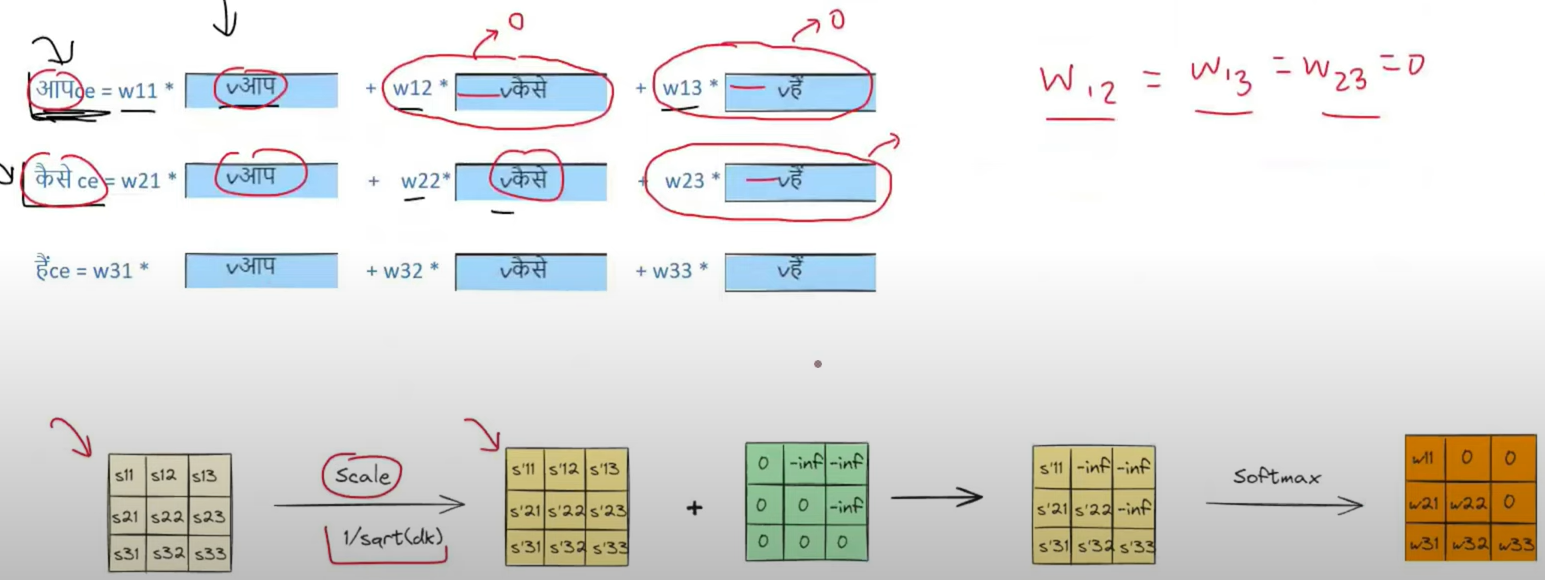 0 0
आपce = w11 * vआप + w12 * vकैसे + w13 * vहैं
W12 = W13 = W23 = 0
कैसे ce = w21 * vआप + w22* vकैसे + w23 * vहैं
हैंce = w31 * vआप + w32 * vकैसे + w33 * vहैं
s11 s12 s13
s21 s22 s23
s31 s32 s33
Scale
1/sqrt(dk)
s'11 s'12 s'13
s'21 s'22 s'23
s'31 s'32 s'33
+
0 -inf -inf
0 0 -inf
0 0 0
s'11 -inf -inf
s'21 s'22 -inf
s'31 s'32 s'33
Softmax
w11 0 0
w21 w22 0
w31 w32 w33